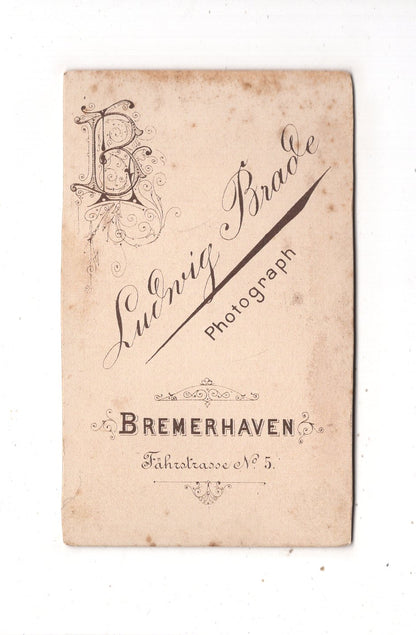 B
Ludwig Brade
Photograph
BREMERHAVEN
Fährstrasse No. 5.